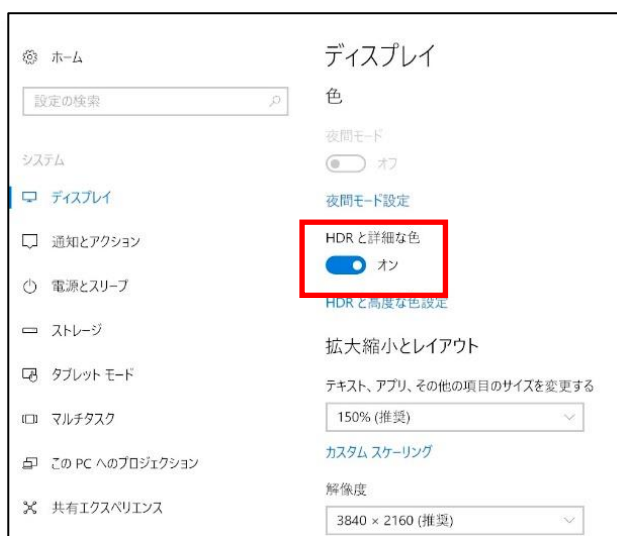 ホーム
設定の検索
システム
ディスプレイ
通知とアクション
電源とスリープ
ストレージ
タブレット モード
マルチタスク
この PC へのプロジェクション
共有エクスペリエンス
ディスプレイ
色
夜間モード
オフ
夜間モード設定
HDR と詳細な色
オン
HDR と高度な色設定
拡大縮小とレイアウト
テキスト、アプリ、その他の項目のサイズを変更する
150% (推奨)
カスタム スケーリング
解像度
3840 × 2160 (推奨)